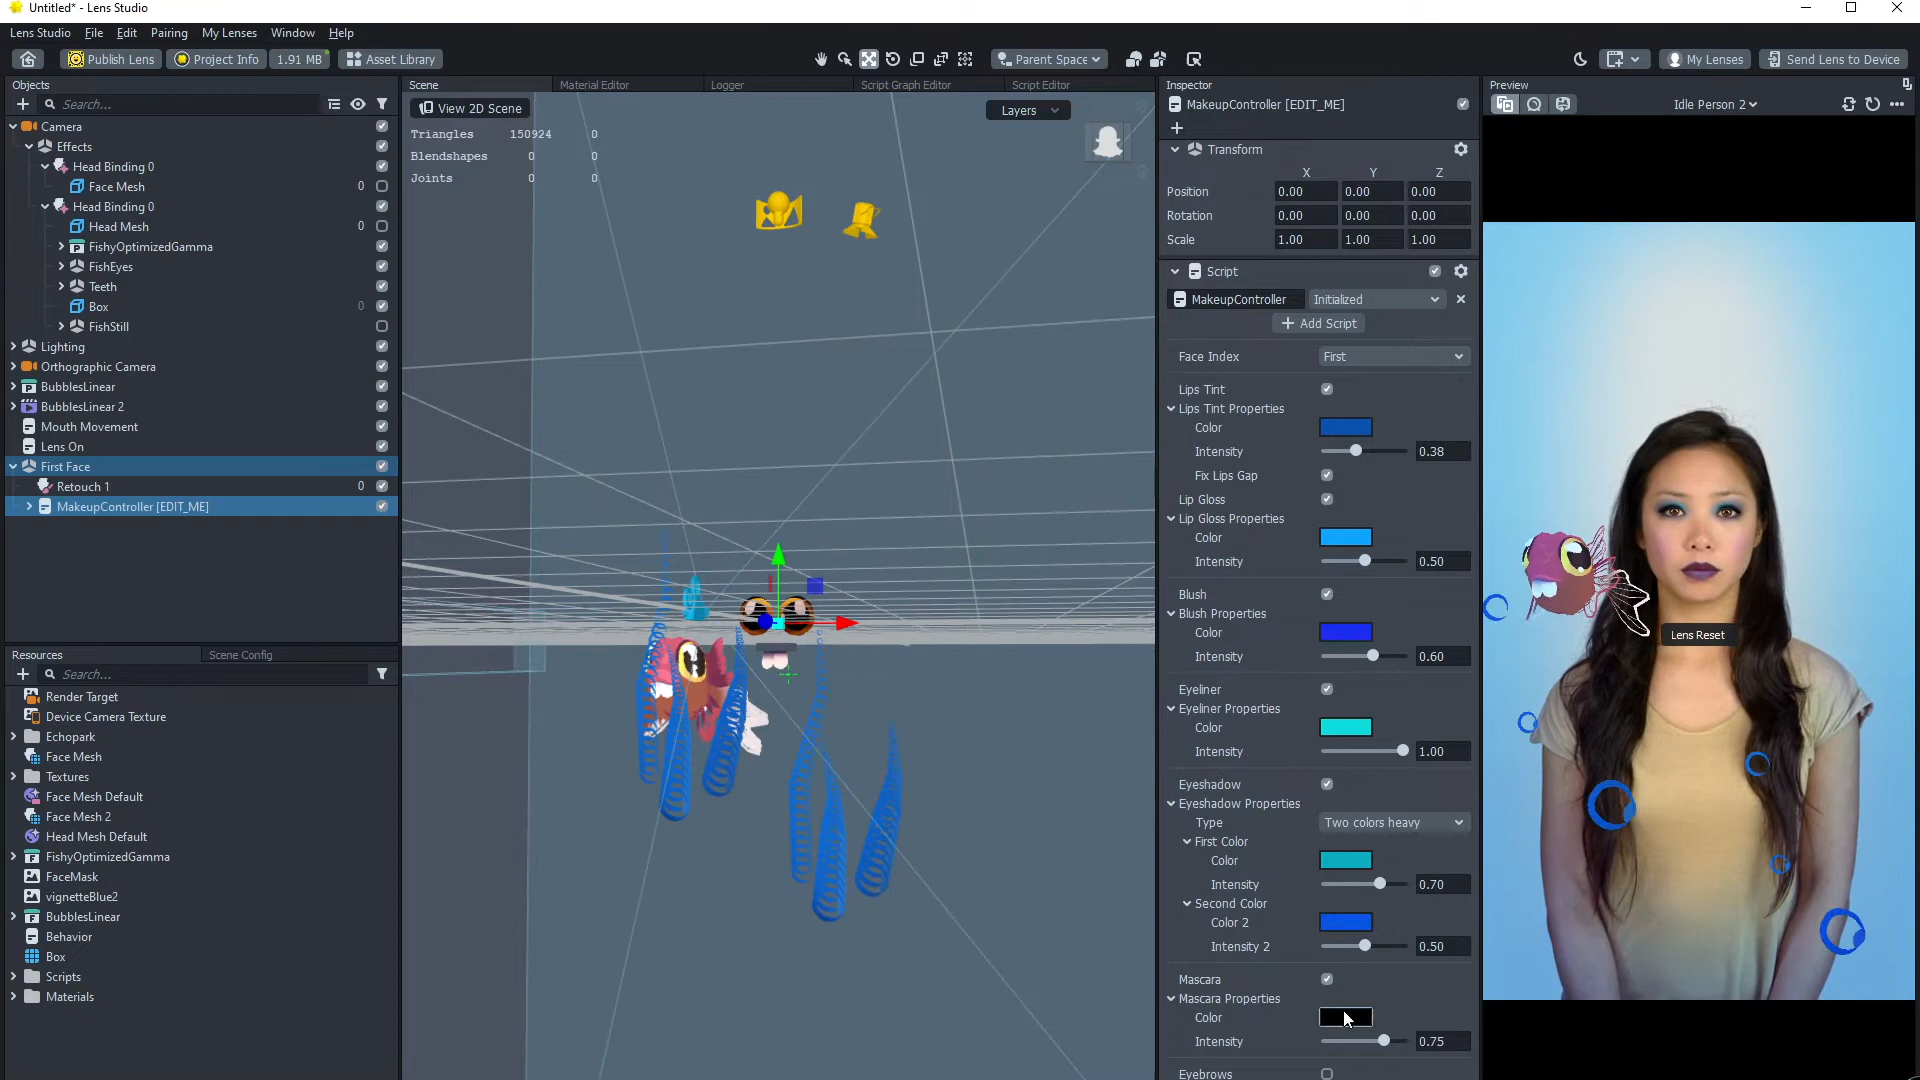 Untitled* - Lens Studio
Lens Studio File Edit Pairing My Lenses Window Help
Publish Lens Project Info 1.91 MB Asset Library Parent Space My Lenses Send Lens to Device
Objects
Search...
Camera
Effects
Head Binding 0
Face Mesh 0
Head Binding 0
Head Mesh 0
FishyOptimizedGamma
FishEyes
Teeth
Box 0
FishStill
Lighting
Orthographic Camera
BubblesLinear
BubblesLinear 2
Mouth Movement
Lens On
First Face
Retouch 1 0
MakeupController [EDIT_ME]
Resources Scene Config
Search...
Render Target
Device Camera Texture
Echopark
Face Mesh
Textures
Face Mesh Default
Face Mesh 2
Head Mesh Default
FishyOptimizedGamma
FaceMask
vignetteBlue2
BubblesLinear
Behavior
Box
Scripts
Materials
Scene Material Editor Logger Script Graph Editor Script Editor
View 2D Scene Layers
Triangles 150924 0
Blendshapes 0 0
Joints 0 0
Inspector
MakeupController [EDIT_ME]
Transform
X Y Z
Position 0.00 0.00 0.00
Rotation 0.00 0.00 0.00
Scale 1.00 1.00 1.00
Script
MakeupController Initialized
Add Script
Face Index First
Lips Tint
Lips Tint Properties
Color
Intensity 0.38
Fix Lips Gap
Lip Gloss
Lip Gloss Properties
Color
Intensity 0.50
Blush
Blush Properties
Color
Intensity 0.60
Eyeliner
Eyeliner Properties
Color
Intensity 1.00
Eyeshadow
Eyeshadow Properties
Type Two colors heavy
First Color
Color
Intensity 0.70
Second Color
Color 2
Intensity 2 0.50
Mascara
Mascara Properties
Color
Intensity 0.75
Eyebrows
Preview
Idle Person 2
Lens Reset